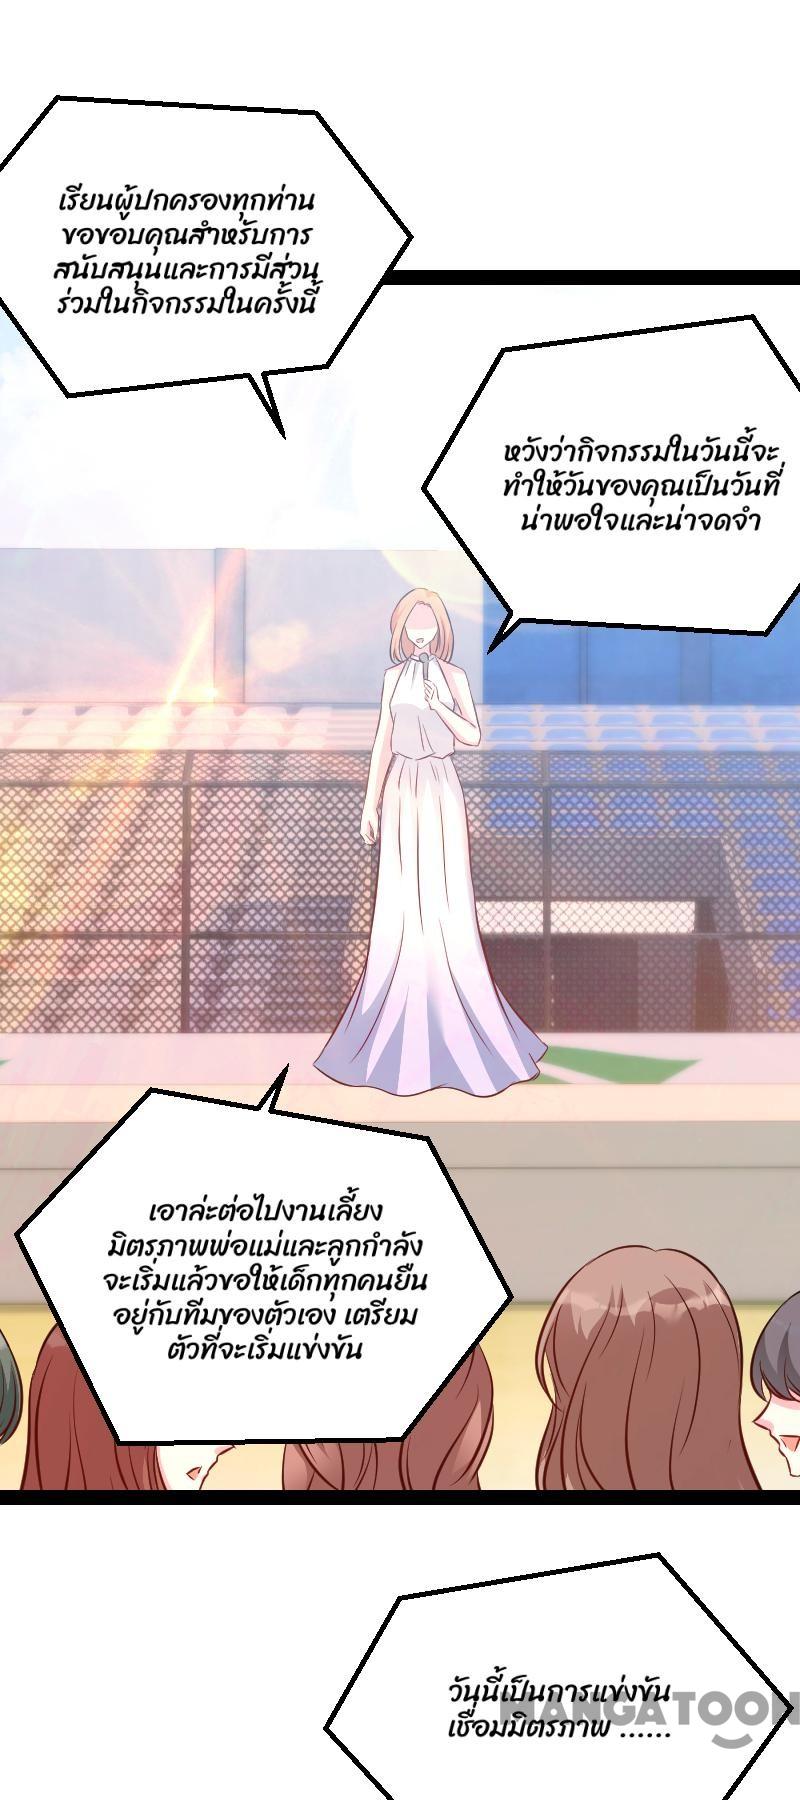 เรียนผู้ปกครองทุกท่าน
ขอขอบคุณสำหรับการ
สนับสนุนและการมีส่วน
ร่วมในกิจกรรมในครั้งนี้
หวังว่ากิจกรรมในวันนี้จะ
ทำให้วันของคุณเป็นวันที่
น่าพอใจและน่าจดจำ
เอาล่ะต่อไปงานเลี้ยง
มิตรภาพพ่อแม่และลูกกำลัง
จะเริ่มแล้วขอให้เด็กทุกคนยืน
อยู่กับทีมของตัวเอง เตรียม
ตัวที่จะเริ่มแข่งขัน
วันนี้เป็นการแข่งขัน
เชื่อมมิตรภาพ ......
MANGATOON